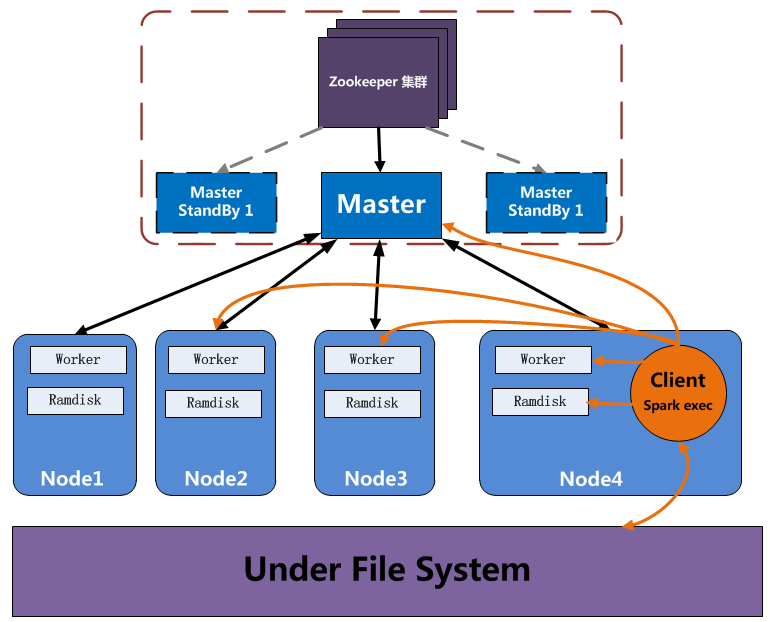 Zookeeper 集群
Master
StandBy 1
Master
Master
StandBy 1
Worker
Ramdisk
Node1
Worker
Ramdisk
Node2
Worker
Ramdisk
Node3
Worker
Ramdisk
Client
Spark exec
Node4
Under File System